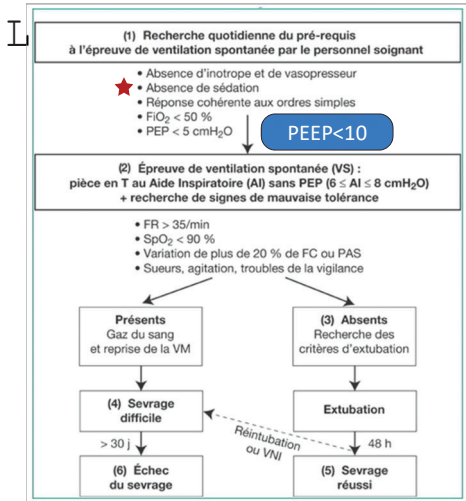 (1) Recherche quotidienne du pré-requis
à l'épreuve de ventilation spontanée par le personnel soignant
• Absence d'inotrope et de vasopresseur
• Absence de sédation
• Réponse cohérente aux ordres simples
• FiO2 < 50 %
• PEP < 5 cmH2O
PEEP<10
(2) Épreuve de ventilation spontanée (VS) :
pièce en T au Aide Inspiratoire (AI) sans PEP (6 ≤ AI ≤ 8 cmH2O)
+ recherche de signes de mauvaise tolérance
• FR > 35/min
• SpO2 < 90 %
• Variation de plus de 20 % de FC ou PAS
• Sueurs, agitation, troubles de la vigilance
Présents
Gaz du sang
et reprise de la VM
(3) Absents
Recherche des
critères d'extubation
(4) Sevrage
difficile
Extubation
Réintubation
ou VNI
> 30 j
48 h
(6) Échec
du sevrage
(5) Sevrage
réussi